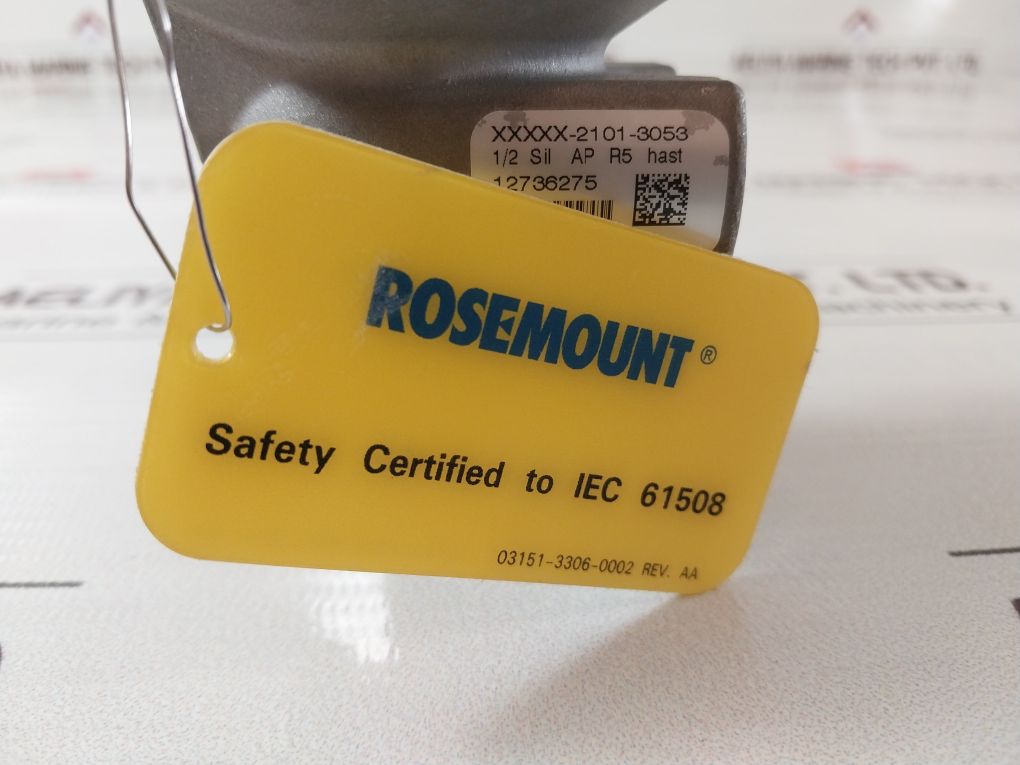 XXXXX-2101-3053
1/2 Sil AP R5 hast
12736275
ROSEMOUNT®
Safety Certified to IEC 61508
03151-3306-0002 REV. AA